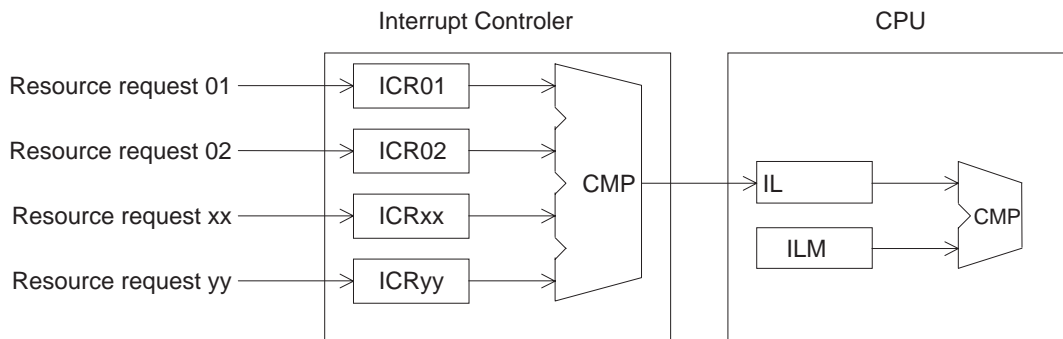 Interrupt Controler
CPU
Resource request 01
ICR01
Resource request 02
ICR02
CMP
IL
Resource request xx
ICRxx
CMP
ILM
Resource request yy
ICRyy